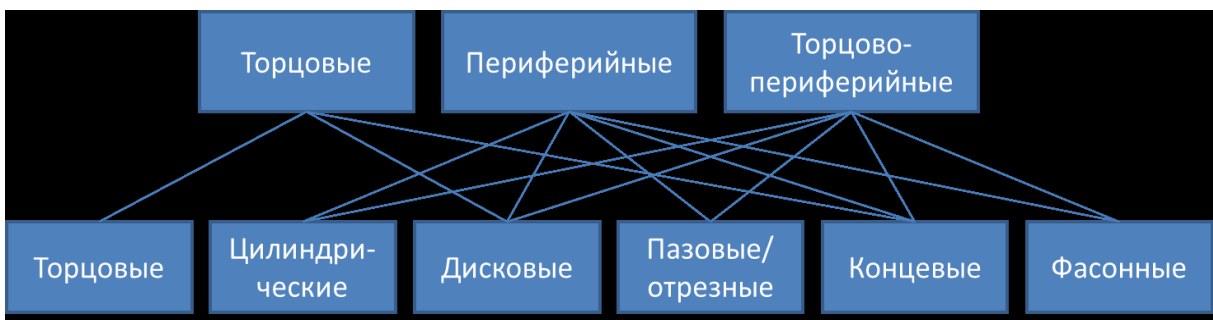 Торцовые
Периферийные
Торцово-
периферийные
Торцовые
Цилиндри-
ческие
Дисковые
Пазовые/
отрезные
Концевые
Фасонные